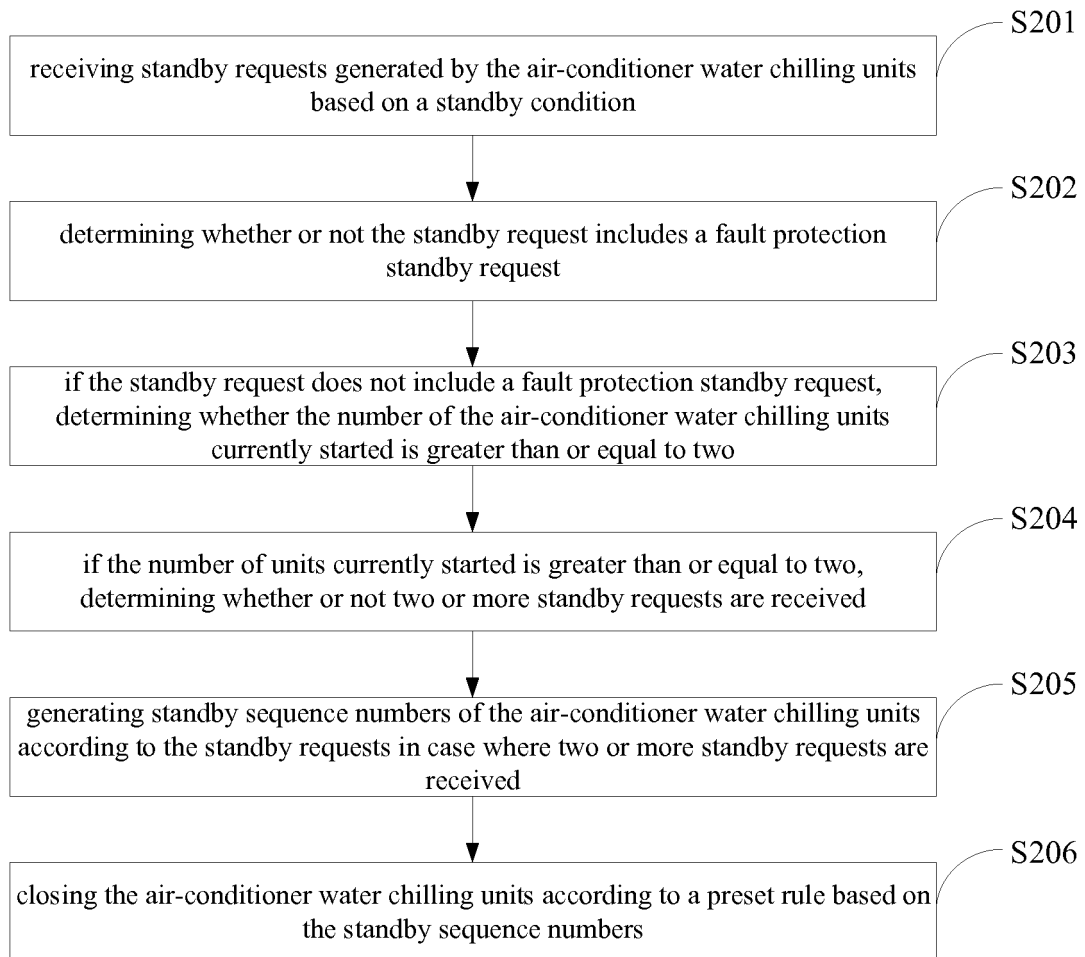 S201
receiving standby requests generated by the air-conditioner water chilling units
based on a standby condition
S202
determining whether or not the standby request includes a fault protection
standby request
S203
if the standby request does not include a fault protection standby request,
determining whether the number of the air-conditioner water chilling units
currently started is greater than or equal to two
S204
if the number of units currently started is greater than or equal to two,
determining whether or not two or more standby requests are received
S205
generating standby sequence numbers of the air-conditioner water chilling units
according to the standby requests in case where two or more standby requests are
received
S206
closing the air-conditioner water chilling units according to a preset rule based on
the standby sequence numbers